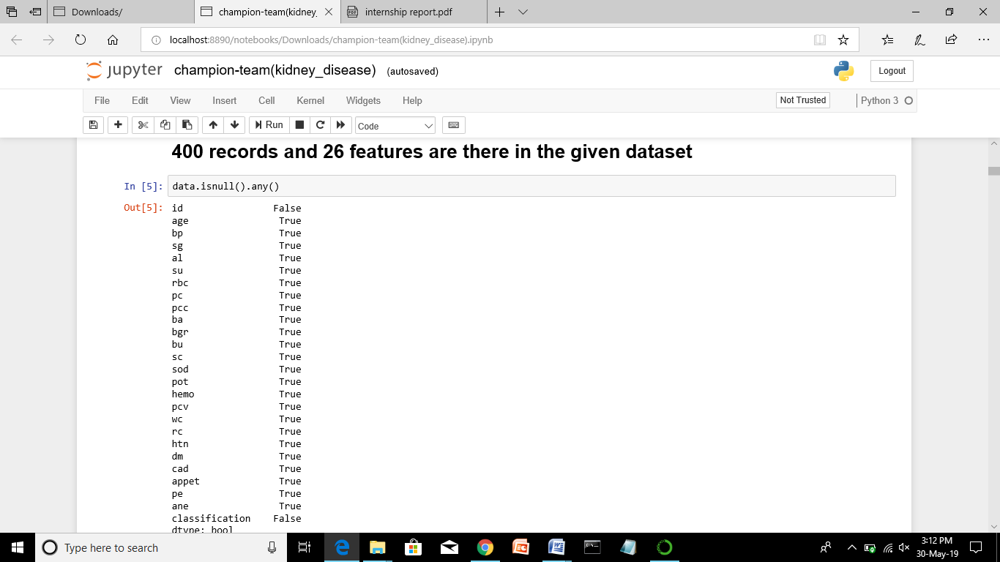 Downloads/
champion-team(kidney_
internship report.pdf
localhost:8890/notebooks/Downloads/champion-team(kidney_disease).ipynb
jupyter champion-team(kidney_disease) (autosaved)
Logout
File Edit View Insert Cell Kernel Widgets Help
Not Trusted
Python 3
Run
Code
400 records and 26 features are there in the given dataset
In [5]: data.isnull().any()
Out[5]: id False
age True
bp True
sg True
al True
su True
rbc True
pc True
pcc True
ba True
bgr True
bu True
sc True
sod True
pot True
hemo True
pcv True
wc True
rc True
htn True
dm True
cad True
appet True
pe True
ane True
classification False
dtype: bool
Type here to search
3:12 PM
30-May-19